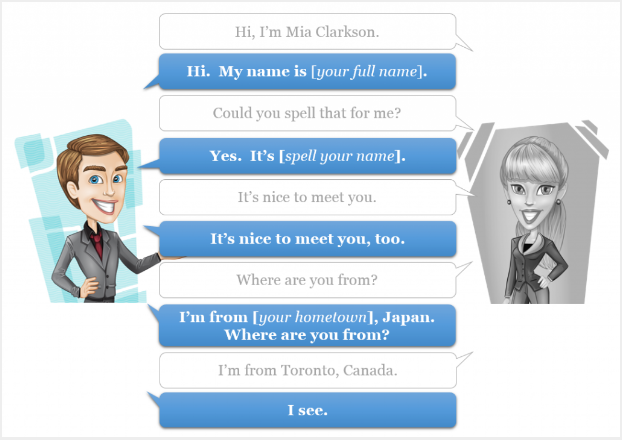 Hi, I’m Mia Clarkson.
Hi.  My name is [your full name].
Could you spell that for me?
Yes.  It’s [spell your name].
It’s nice to meet you.
It’s nice to meet you, too.
Where are you from?
I’m from [your hometown], Japan.
Where are you from?
I’m from Toronto, Canada.
I see.